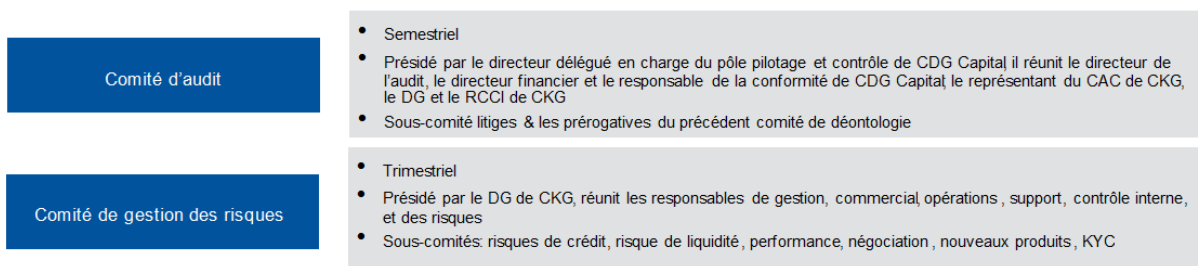 Comité d'audit
• Semestriel
• Présidé par le directeur délégué en charge du pôle pilotage et contrôle de CDG Capital, il réunit le directeur de
l'audit, le directeur financier et le responsable de la conformité de CDG Capital, le représentant du CAC de CKG,
le DG et le RCCI de CKG
• Sous-comité litiges & les prérogatives du précédent comité de déontologie
Comité de gestion des risques
• Trimestriel
• Présidé par le DG de CKG, réunit les responsables de gestion, commercial, opérations , support, contrôle interne,
et des risques
• Sous-comités: risques de crédit, risque de liquidité, performance, négociation , nouveaux produits , KYC